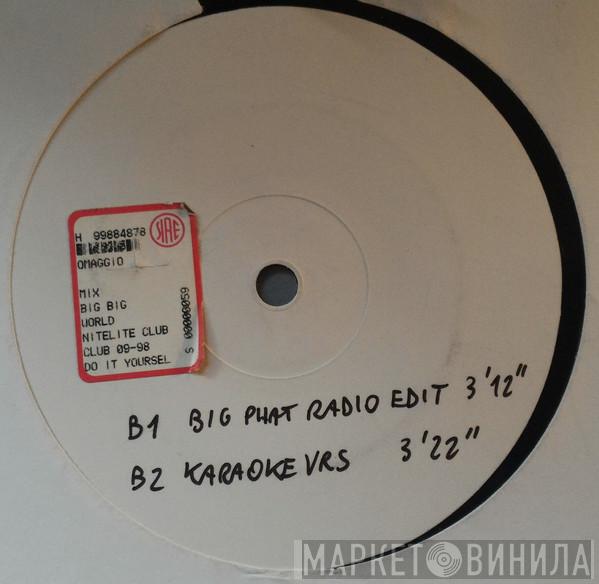 H 99884878
OMAGGIO
MIX
BIG BIG
WORLD
NITELITE CLUB
CLUB 09-98
DO IT YOURSEL
S 00000059
B1 BIG PHAT RADIO EDIT 3'12"
B2 KARAOKE VRS 3'22"
МАРКЕТ ВИНИЛА